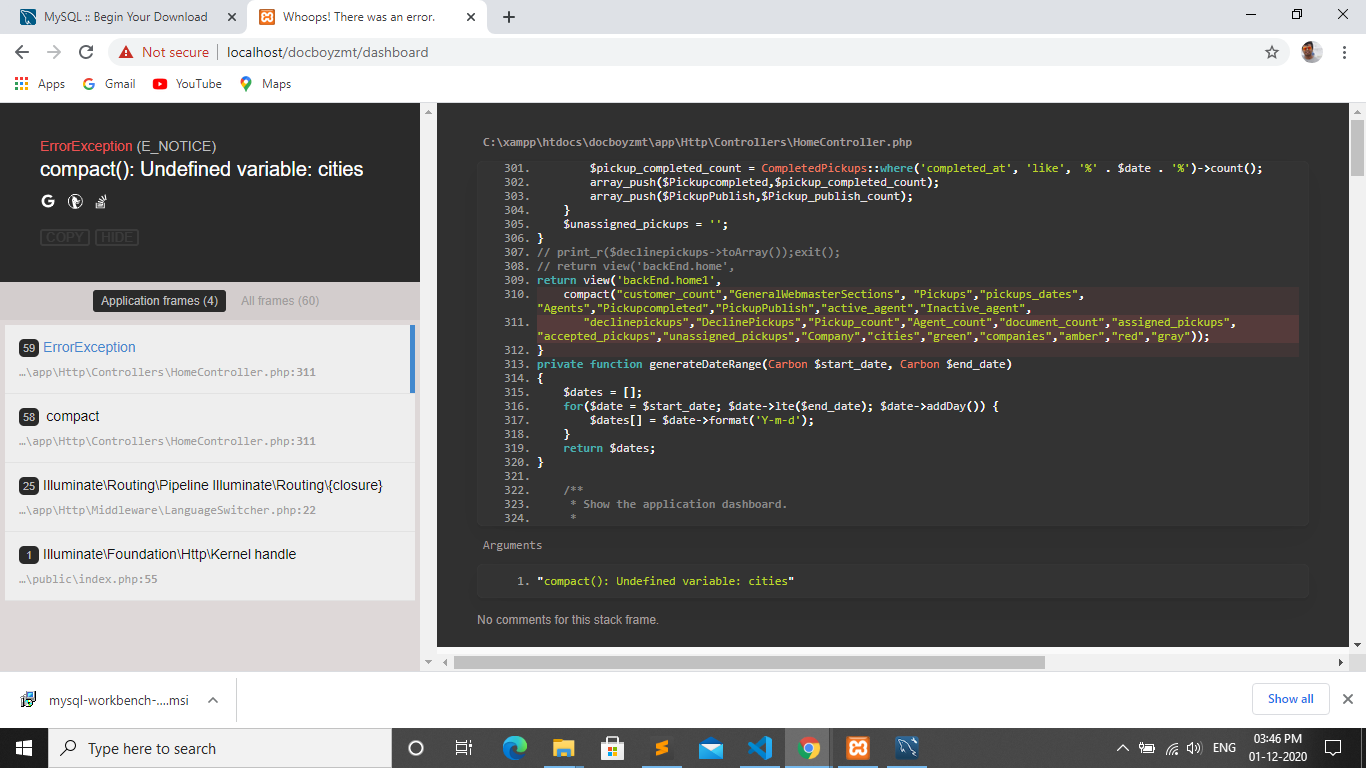 MySQL :: Begin Your Download
Whoops! There was an error.
Not secure
localhost/docboyzmt/dashboard
Apps
Gmail
YouTube
Maps
ErrorException (E_NOTICE)
compact(): Undefined variable: cities
COPY HIDE
Application frames (4) All frames (60)
59 ErrorException
…\app\Http\Controllers\HomeController.php:311
58 compact
…\app\Http\Controllers\HomeController.php:311
25 Illuminate\Routing\Pipeline Illuminate\Routing\{closure}
…\app\Http\Middleware\LanguageSwitcher.php:22
1 Illuminate\Foundation\Http\Kernel handle
…\public\index.php:55
C:\xampp\htdocs\docboyzmt\app\Http\Controllers\HomeController.php
301. $pickup_completed_count = CompletedPickups::where('completed_at', 'like', '%' . $date . '%')->count();
302. array_push($Pickupcompleted,$pickup_completed_count);
303. array_push($PickupPublish,$Pickup_publish_count);
304. }
305. $unassigned_pickups = '';
306. }
307. // print_r($declinepickups->toArray());exit();
308. // return view('backEnd.home',
309. return view('backEnd.home1',
310. compact("customer_count","GeneralWebmasterSections", "Pickups","pickups_dates",
"Agents","Pickupcompleted","PickupPublish","active_agent","Inactive_agent",
311. "declinepickups","DeclinePickups","Pickup_count","Agent_count","document_count","assigned_pickups",
"accepted_pickups","unassigned_pickups","Company","cities","green","companies","amber","red","gray"));
312. }
313. private function generateDateRange(Carbon $start_date, Carbon $end_date)
314. {
315. $dates = [];
316. for($date = $start_date; $date->lte($end_date); $date->addDay()) {
317. $dates[] = $date->format('Y-m-d');
318. }
319. return $dates;
320. }
321.
322. /**
323. * Show the application dashboard.
324. *
Arguments
1. "compact(): Undefined variable: cities"
No comments for this stack frame.
mysql-workbench-....msi
Show all
Type here to search
ENG
03:46 PM
01-12-2020